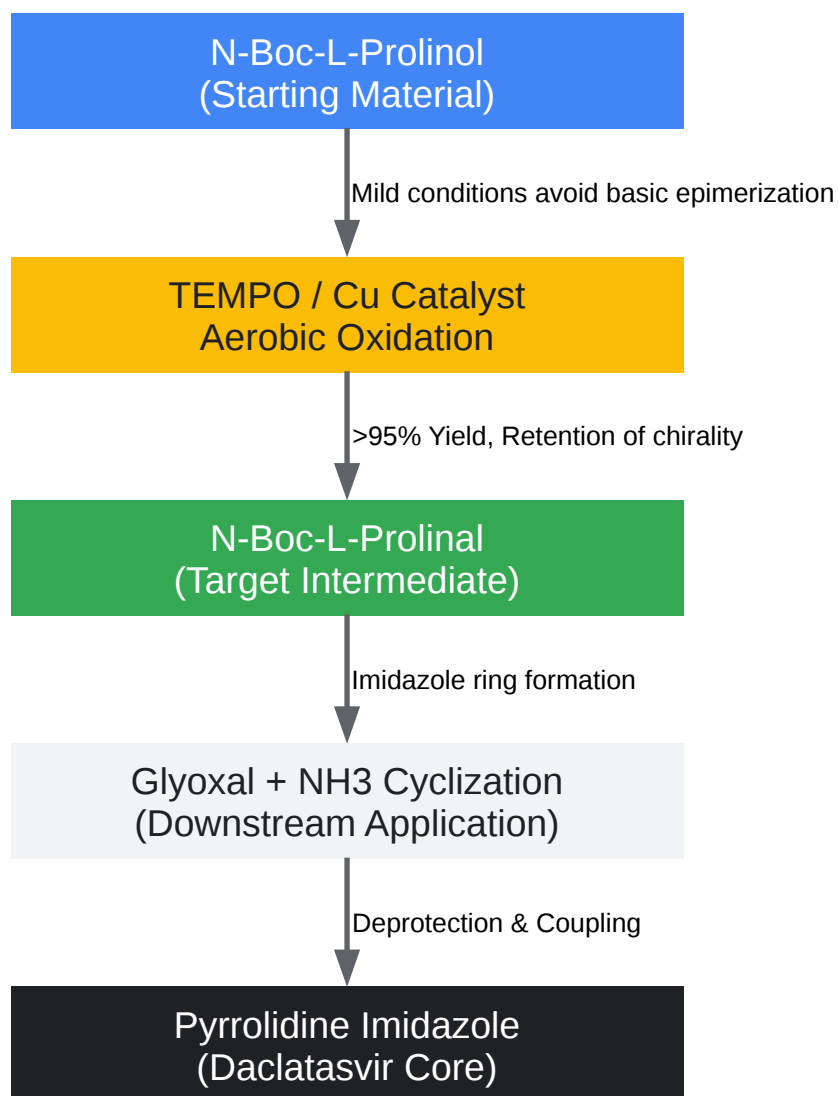 N-Boc-L-Prolinol
(Starting Material)
Mild conditions avoid basic epimerization
TEMPO / Cu Catalyst
Aerobic Oxidation
>95% Yield, Retention of chirality
N-Boc-L-Prolinal
(Target Intermediate)
Imidazole ring formation
Glyoxal + NH3 Cyclization
(Downstream Application)
Deprotection & Coupling
Pyrrolidine Imidazole
(Daclatasvir Core)